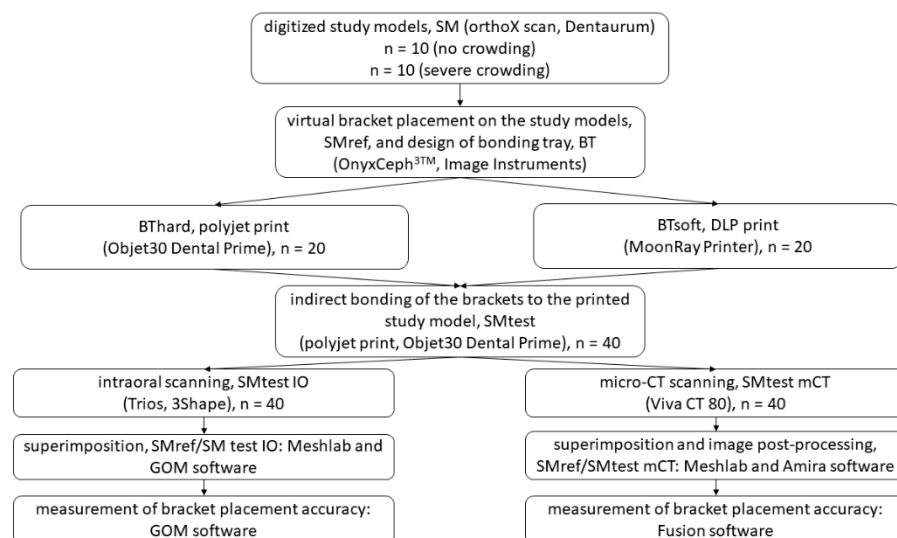 digitized study models, SM (orthoX scan, Dentaurum)
n = 10 (no crowding)
n = 10 (severe crowding)
virtual bracket placement on the study models,
SMref, and design of bonding tray, BT
(OnyxCeph³ᵀᴹ, Image Instruments)
BThard, polyjet print
(Objet30 Dental Prime), n = 20
BTsoft, DLP print
(MoonRay Printer), n = 20
indirect bonding of the brackets to the printed
study model, SMtest
(polyjet print, Objet30 Dental Prime), n = 40
intraoral scanning, SMtest IO
(Trios, 3Shape), n = 40
micro-CT scanning, SMtest mCT
(Viva CT 80), n = 40
superimposition, SMref/SM test IO: Meshlab and
GOM software
superimposition and image post-processing,
SMref/SMtest mCT: Meshlab and Amira software
measurement of bracket placement accuracy:
GOM software
measurement of bracket placement accuracy:
Fusion software